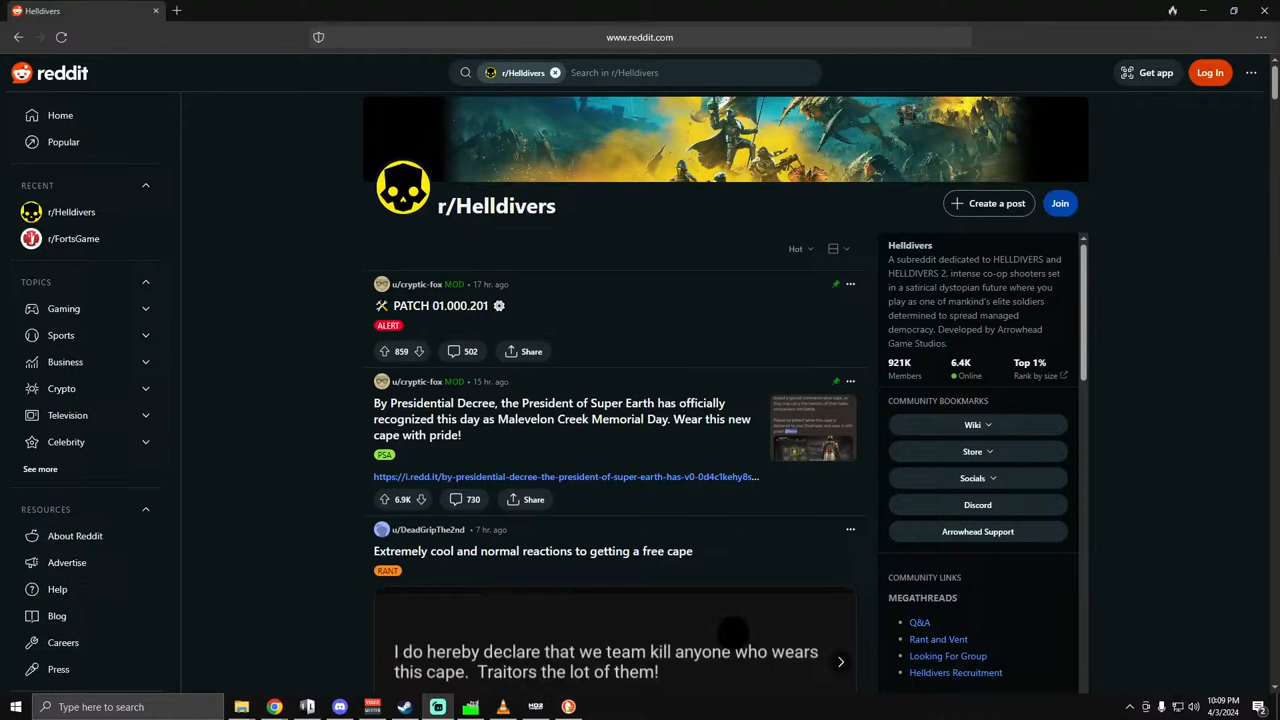 Helldivers
www.reddit.com
reddit
r/Helldivers
Search in r/Helldivers
Get app
Log In
Home
Popular
RECENT
r/Helldivers
r/FortsGame
TOPICS
Gaming
Sports
Business
Crypto
Television
Celebrity
See more
RESOURCES
About Reddit
Advertise
Help
Blog
Careers
Press
r/Helldivers
Create a post
Join
Hot
u/cryptic-fox MOD • 17 hr. ago
🛠️ PATCH 01.000.201 ⚙️
ALERT
859
502
Share
u/cryptic-fox MOD • 15 hr. ago
By Presidential Decree, the President of Super Earth has officially
recognized this day as Malevelon Creek Memorial Day. Wear this new
cape with pride!
PSA
https://i.redd.it/by-presidential-decree-the-president-of-super-earth-has-v0-0d4c1kehy8s...
6.9K
730
Share
u/DeadGripThe2nd • 7 hr. ago
Extremely cool and normal reactions to getting a free cape
RANT
I do hereby declare that we team kill anyone who wears
this cape. Traitors the lot of them!
Helldivers
A subreddit dedicated to HELLDIVERS and
HELLDIVERS 2, intense co-op shooters set
in a satirical dystopian future where you
play as one of mankind's elite soldiers
determined to spread managed
democracy. Developed by Arrowhead
Game Studios.
921K 6.4K Top 1%
Members Online Rank by size
COMMUNITY BOOKMARKS
Wiki
Store
Socials
Discord
Arrowhead Support
COMMUNITY LINKS
MEGATHREADS
Q&A
Rant and Vent
Looking For Group
Helldivers Recruitment
Type here to search
10:09 PM
4/3/2024